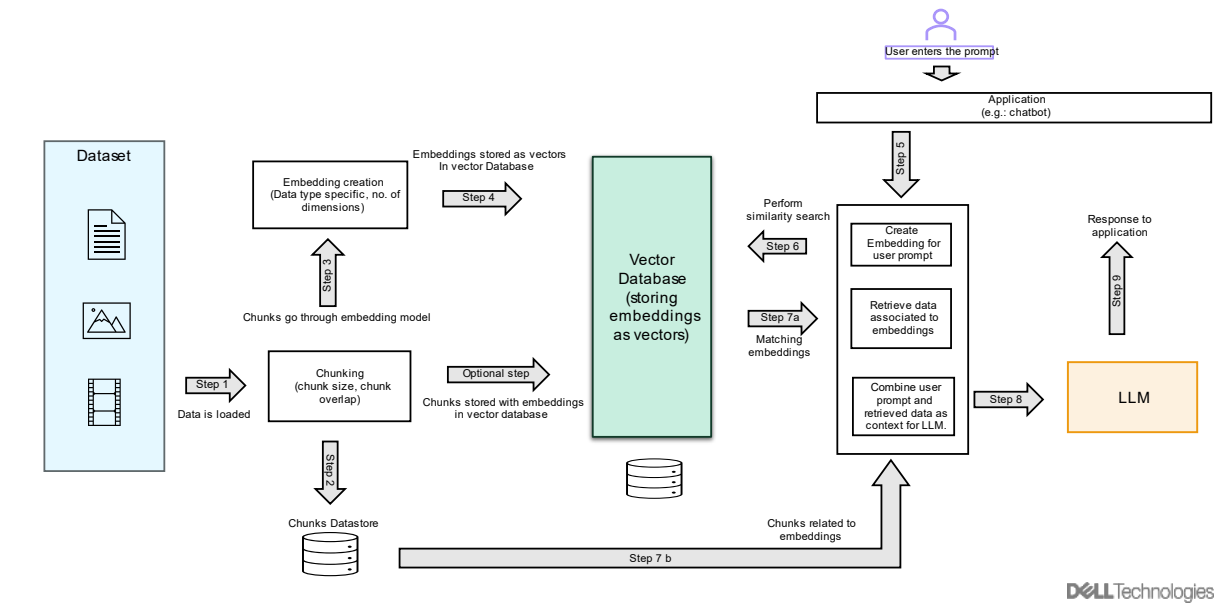 User enters the prompt
Application
(e.g.: chatbot)
Dataset
Embedding creation
(Data type specific, no. of
dimensions)
Embeddings stored as vectors
In vector Database
Step 4
Step 3
Chunks go through embedding model
Step 1
Data is loaded
Chunking
(chunk size, chunk
overlap)
Optional step
Chunks stored with embeddings
in vector database
Step 2
Chunks Datastore
Vector
Database
(storing
embeddings
as vectors)
Step 5
Perform
similarity search
Step 6
Step 7a
Matching
embeddings
Create
Embedding for
user prompt
Retrieve data
associated to
embeddings
Combine user
prompt and
retrieved data as
context for LLM.
Chunks related to
embeddings
Step 7 b
Step 8
LLM
Step 9
Response to
application
DELLTechnologies